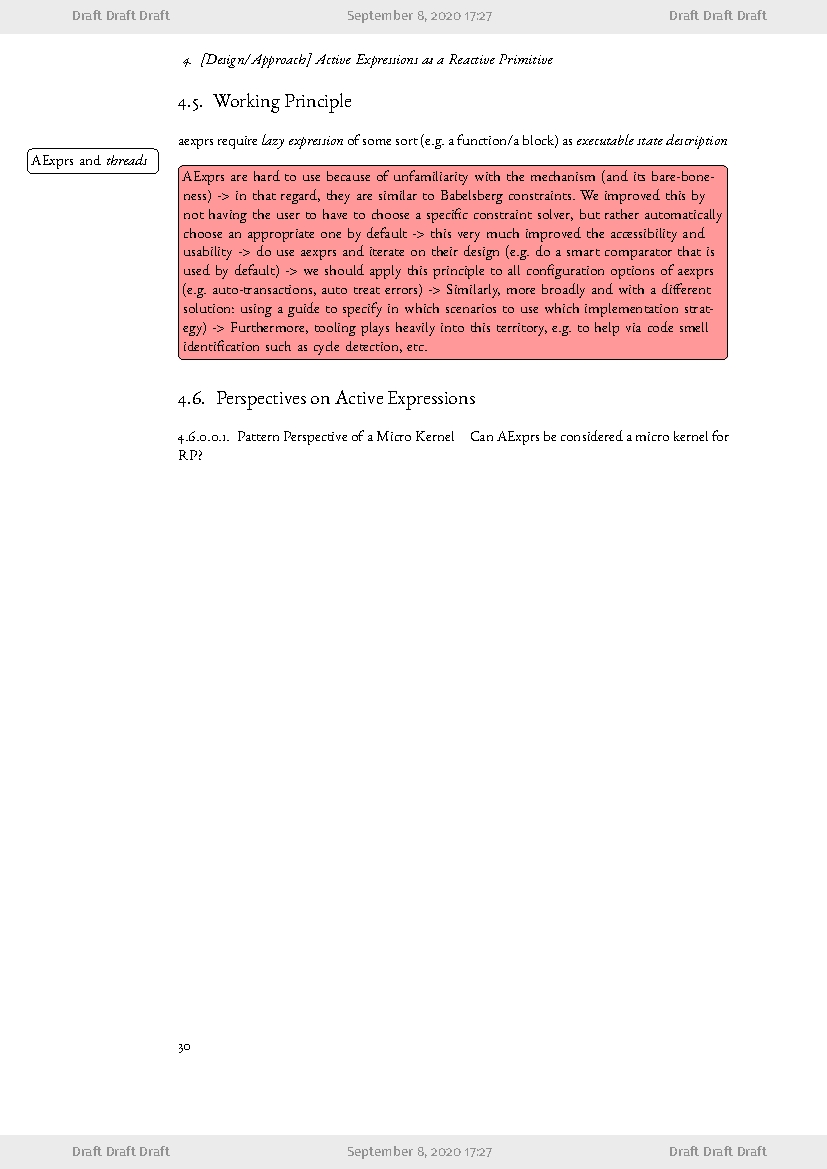 Draft Draft Draft September 8, 2020 17:27 Draft Draft Draft
4. [Design/Approach] Active Expressions as a Reactive Primitive
4.5. Working Principle
aexprs require lazy expression of some sort (e.g. a function/a block) as executable state description
AExprs and threads
AExprs are hard to use because of unfamiliarity with the mechanism (and its bare-bone-
ness) -> in that regard, they are similar to Babelsberg constraints. We improved this by
not having the user to have to choose a specific constraint solver, but rather automatically
choose an appropriate one by default -> this very much improved the accessibility and
usability -> do use aexprs and iterate on their design (e.g. do a smart comparator that is
used by default) -> we should apply this principle to all configuration options of aexprs
(e.g. auto-transactions, auto treat errors) -> Similarly, more broadly and with a different
solution: using a guide to specify in which scenarios to use which implementation strat-
egy) -> Furthermore, tooling plays heavily into this territory, e.g. to help via code smell
identification such as cycle detection, etc.
4.6. Perspectives on Active Expressions
4.6.0.0.1. Pattern Perspective of a Micro Kernel Can AExprs be considered a micro kernel for
RP?
30
Draft Draft Draft September 8, 2020 17:27 Draft Draft Draft